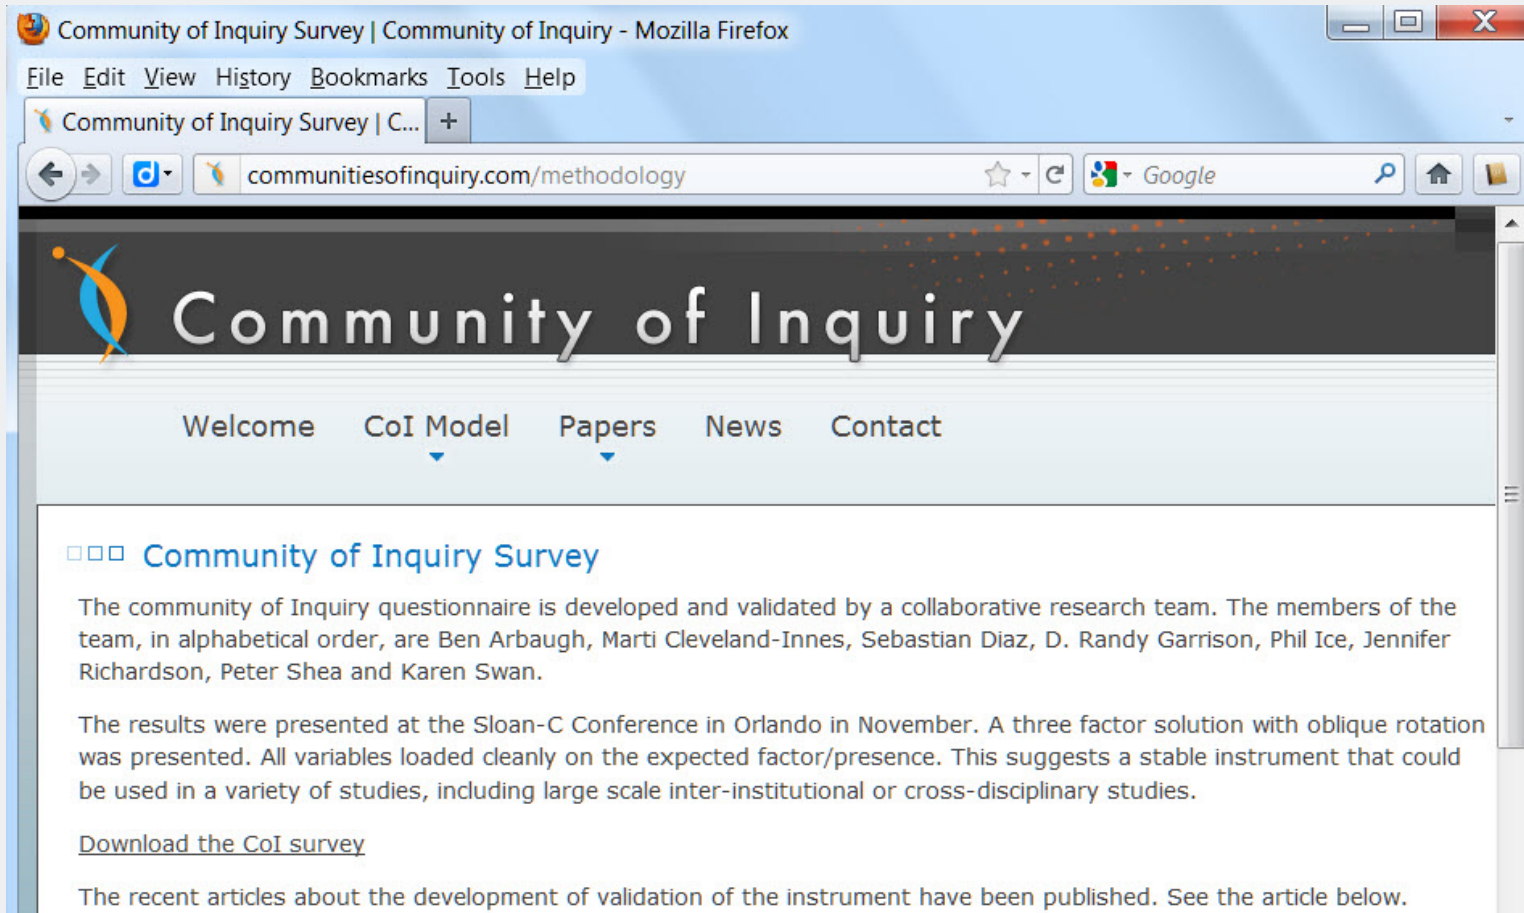 Community of Inquiry Survey | Community of Inquiry - Mozilla Firefox
File Edit View History Bookmarks Tools Help
Community of Inquiry Survey | C... +
d communitiesofinquiry.com/methodology Google
Community of Inquiry
Welcome CoI Model Papers News Contact
Community of Inquiry Survey
The community of Inquiry questionnaire is developed and validated by a collaborative research team. The members of the
team, in alphabetical order, are Ben Arbaugh, Marti Cleveland-Innes, Sebastian Diaz, D. Randy Garrison, Phil Ice, Jennifer
Richardson, Peter Shea and Karen Swan.
The results were presented at the Sloan-C Conference in Orlando in November. A three factor solution with oblique rotation
was presented. All variables loaded cleanly on the expected factor/presence. This suggests a stable instrument that could
be used in a variety of studies, including large scale inter-institutional or cross-disciplinary studies.
Download the CoI survey
The recent articles about the development of validation of the instrument have been published. See the article below.